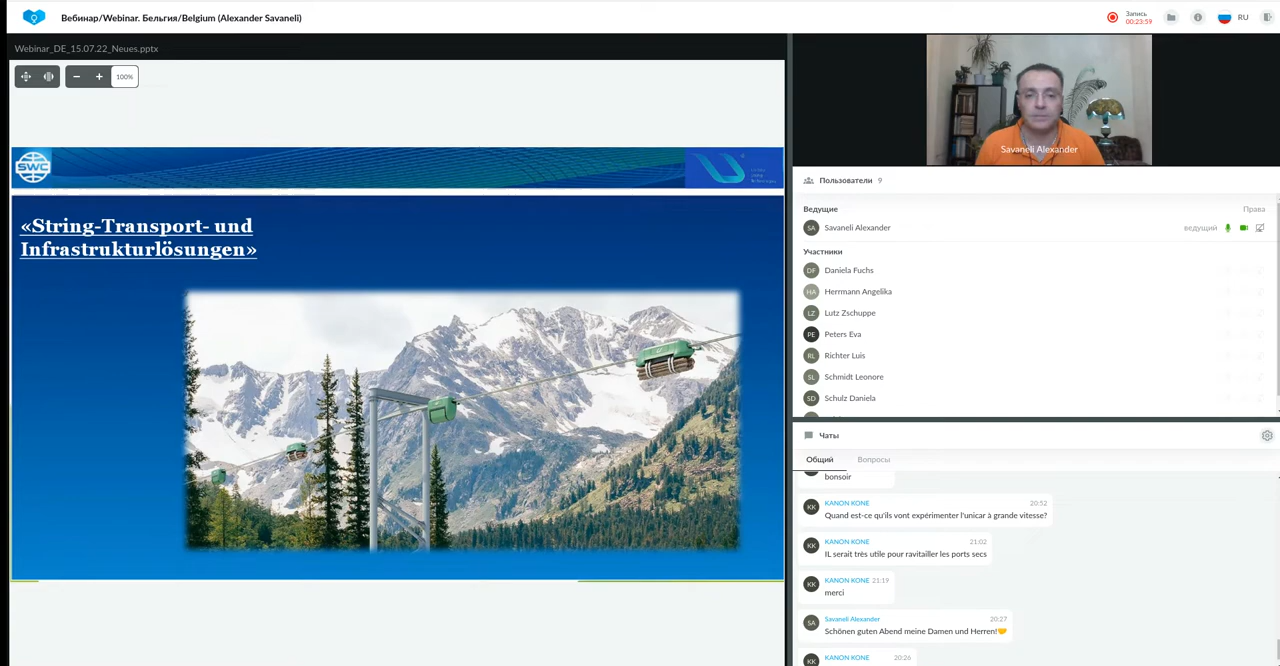 Вебинар/Webinar. Бельгия/Belgium (Alexander Savaneli)
Запись
00:23:59
RU
Webinar_DE_15.07.22_Neues.pptx
100%
SWC
«String-Transport- und
Infrastrukturlösungen»
Savaneli Alexander
Пользователи 9
Ведущие
Права
SA Savaneli Alexander
ведущий
Участники
DF Daniela Fuchs
HA Herrmann Angelika
LZ Lutz Zschuppe
PE Peters Eva
RL Richter Luis
SL Schmidt Leonore
SD Schulz Daniela
Чаты
Общий Вопросы
bonsoir
KK KANON KONE 20:52
Quand est-ce qu'ils vont expérimenter l'unicar à grande vitesse?
KK KANON KONE 21:02
IL serait très utile pour ravitailler les ports secs
KK KANON KONE 21:19
merci
SA Savaneli Alexander 20:27
Schönen guten Abend meine Damen und Herren!🤝
KK KANON KONE 20:26